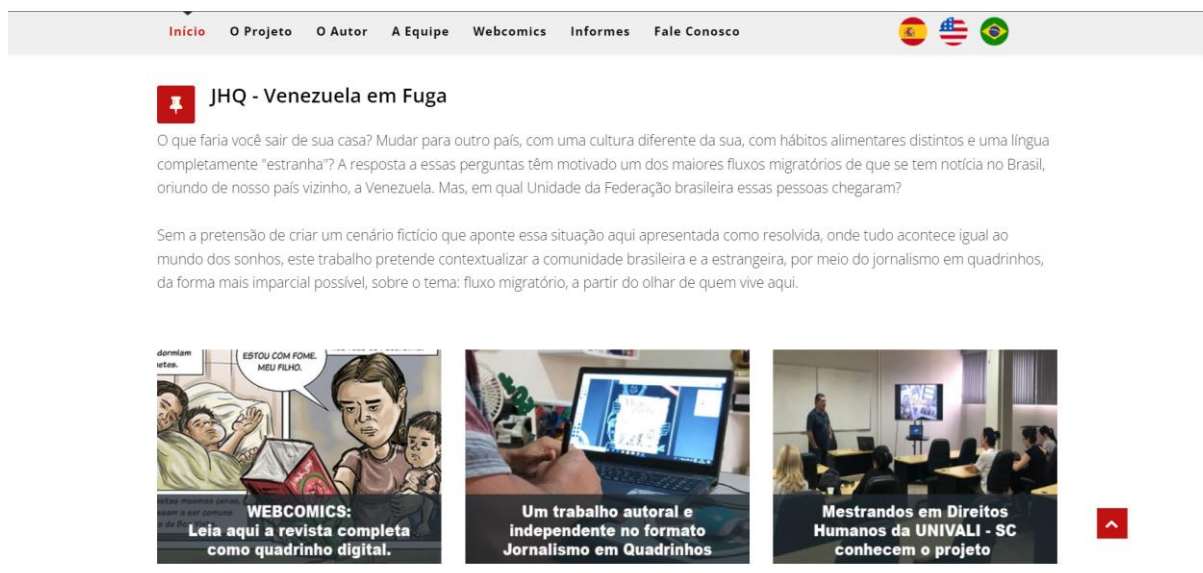 Início O Projeto O Autor A Equipe Webcomics Informes Fale Conosco
JHQ - Venezuela em Fuga
O que faria você sair de sua casa? Mudar para outro país, com uma cultura diferente da sua, com hábitos alimentares distintos e uma língua
completamente "estranha"? A resposta a essas perguntas têm motivado um dos maiores fluxos migratórios de que se tem notícia no Brasil,
oriundo de nosso país vizinho, a Venezuela. Mas, em qual Unidade da Federação brasileira essas pessoas chegaram?
Sem a pretensão de criar um cenário fictício que aponte essa situação aqui apresentada como resolvida, onde tudo acontece igual ao
mundo dos sonhos, este trabalho pretende contextualizar a comunidade brasileira e a estrangeira, por meio do jornalismo em quadrinhos,
da forma mais imparcial possível, sobre o tema: fluxo migratório, a partir do olhar de quem vive aqui.
dormiam
ESTOU COM FOME.
MEU FILHO.
WEBCOMICS:
Leia aqui a revista completa
como quadrinho digital.
Um trabalho autoral e
independente no formato
Jornalismo em Quadrinhos
Mestrandos em Direitos
Humanos da UNIVALI - SC
conhecem o projeto